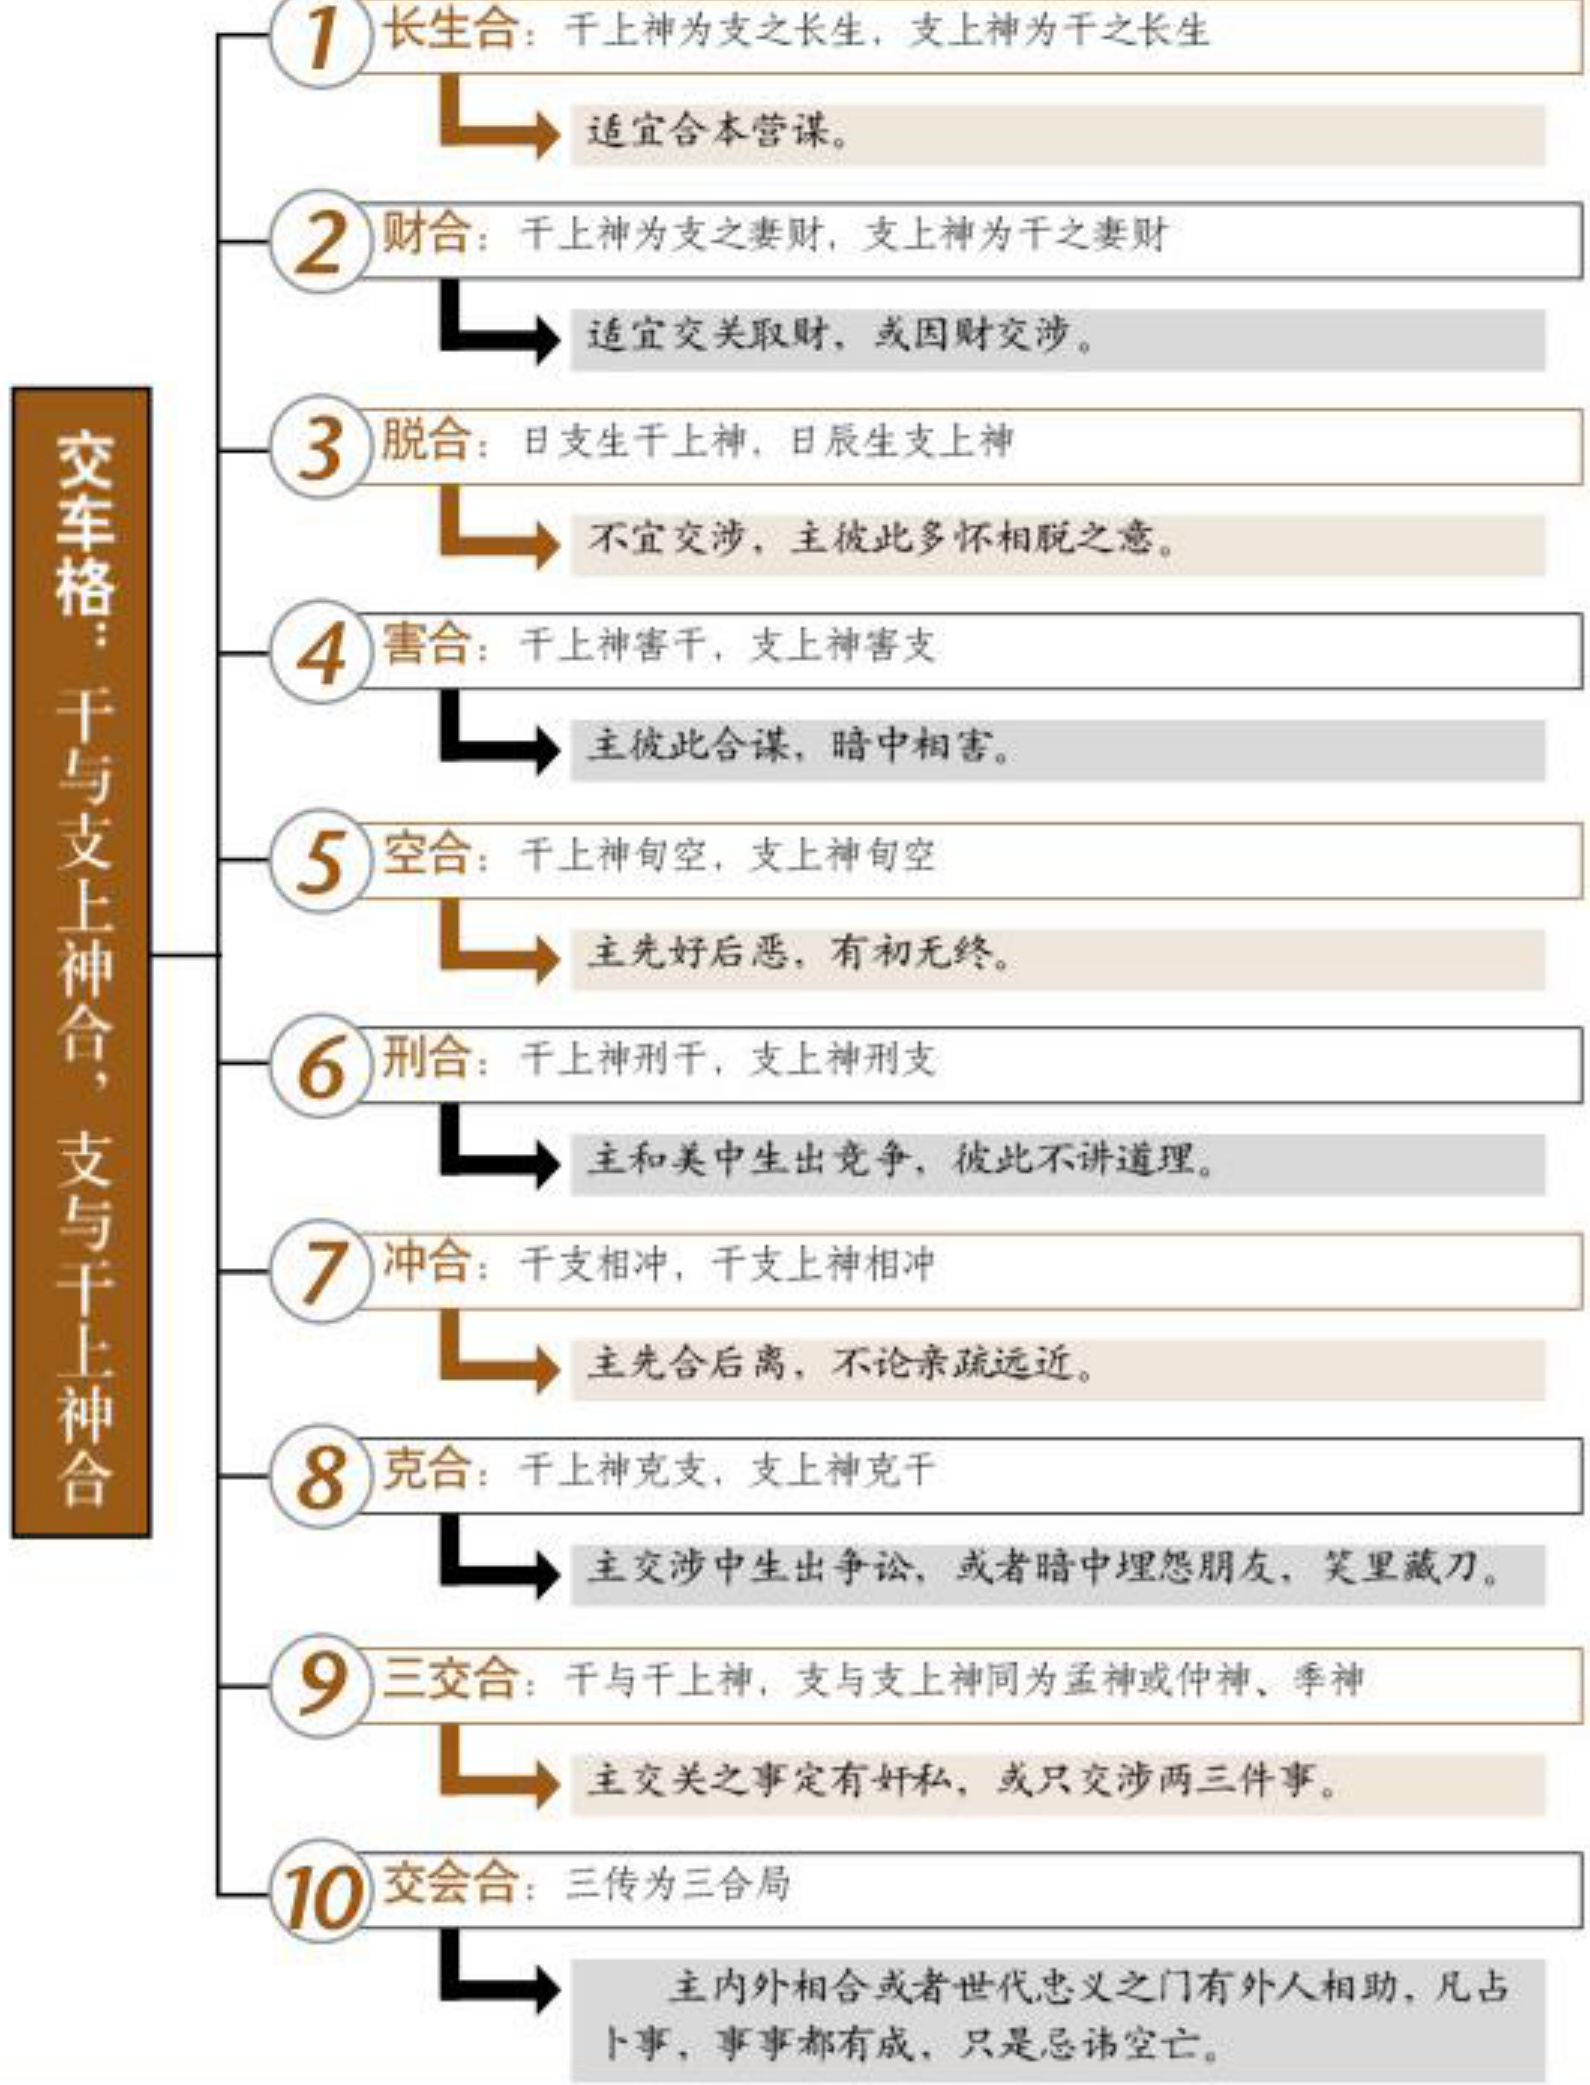 交车格：干与支上神合，支与干上神合
1 长生合：干上神为支之长生，支上神为干之长生
适宜合本营谋。
2 财合：干上神为支之妻财，支上神为干之妻财
适宜交关取财，或因财交涉。
3 脱合：日支生干上神，日辰生支上神
不宜交涉，主彼此多怀相脱之意。
4 害合：干上神害干，支上神害支
主彼此合谋，暗中相害。
5 空合：干上神旬空，支上神旬空
主先好后恶，有初无终。
6 刑合：干上神刑干，支上神刑支
主和美中生出竞争，彼此不讲道理。
7 冲合：干支相冲，干支上神相冲
主先合后离，不论亲疏远近。
8 克合：干上神克支，支上神克干
主交涉中生出争讼，或者暗中埋怨朋友，笑里藏刀。
9 三交合：干与干上神，支与支上神同为孟神或仲神、季神
主交关之事定有奸私，或只交涉两三件事。
10 交会合：三传为三合局
主内外相合或者世代忠义之门有外人相助，凡占
卜事，事事都有成，只是忌讳空亡。